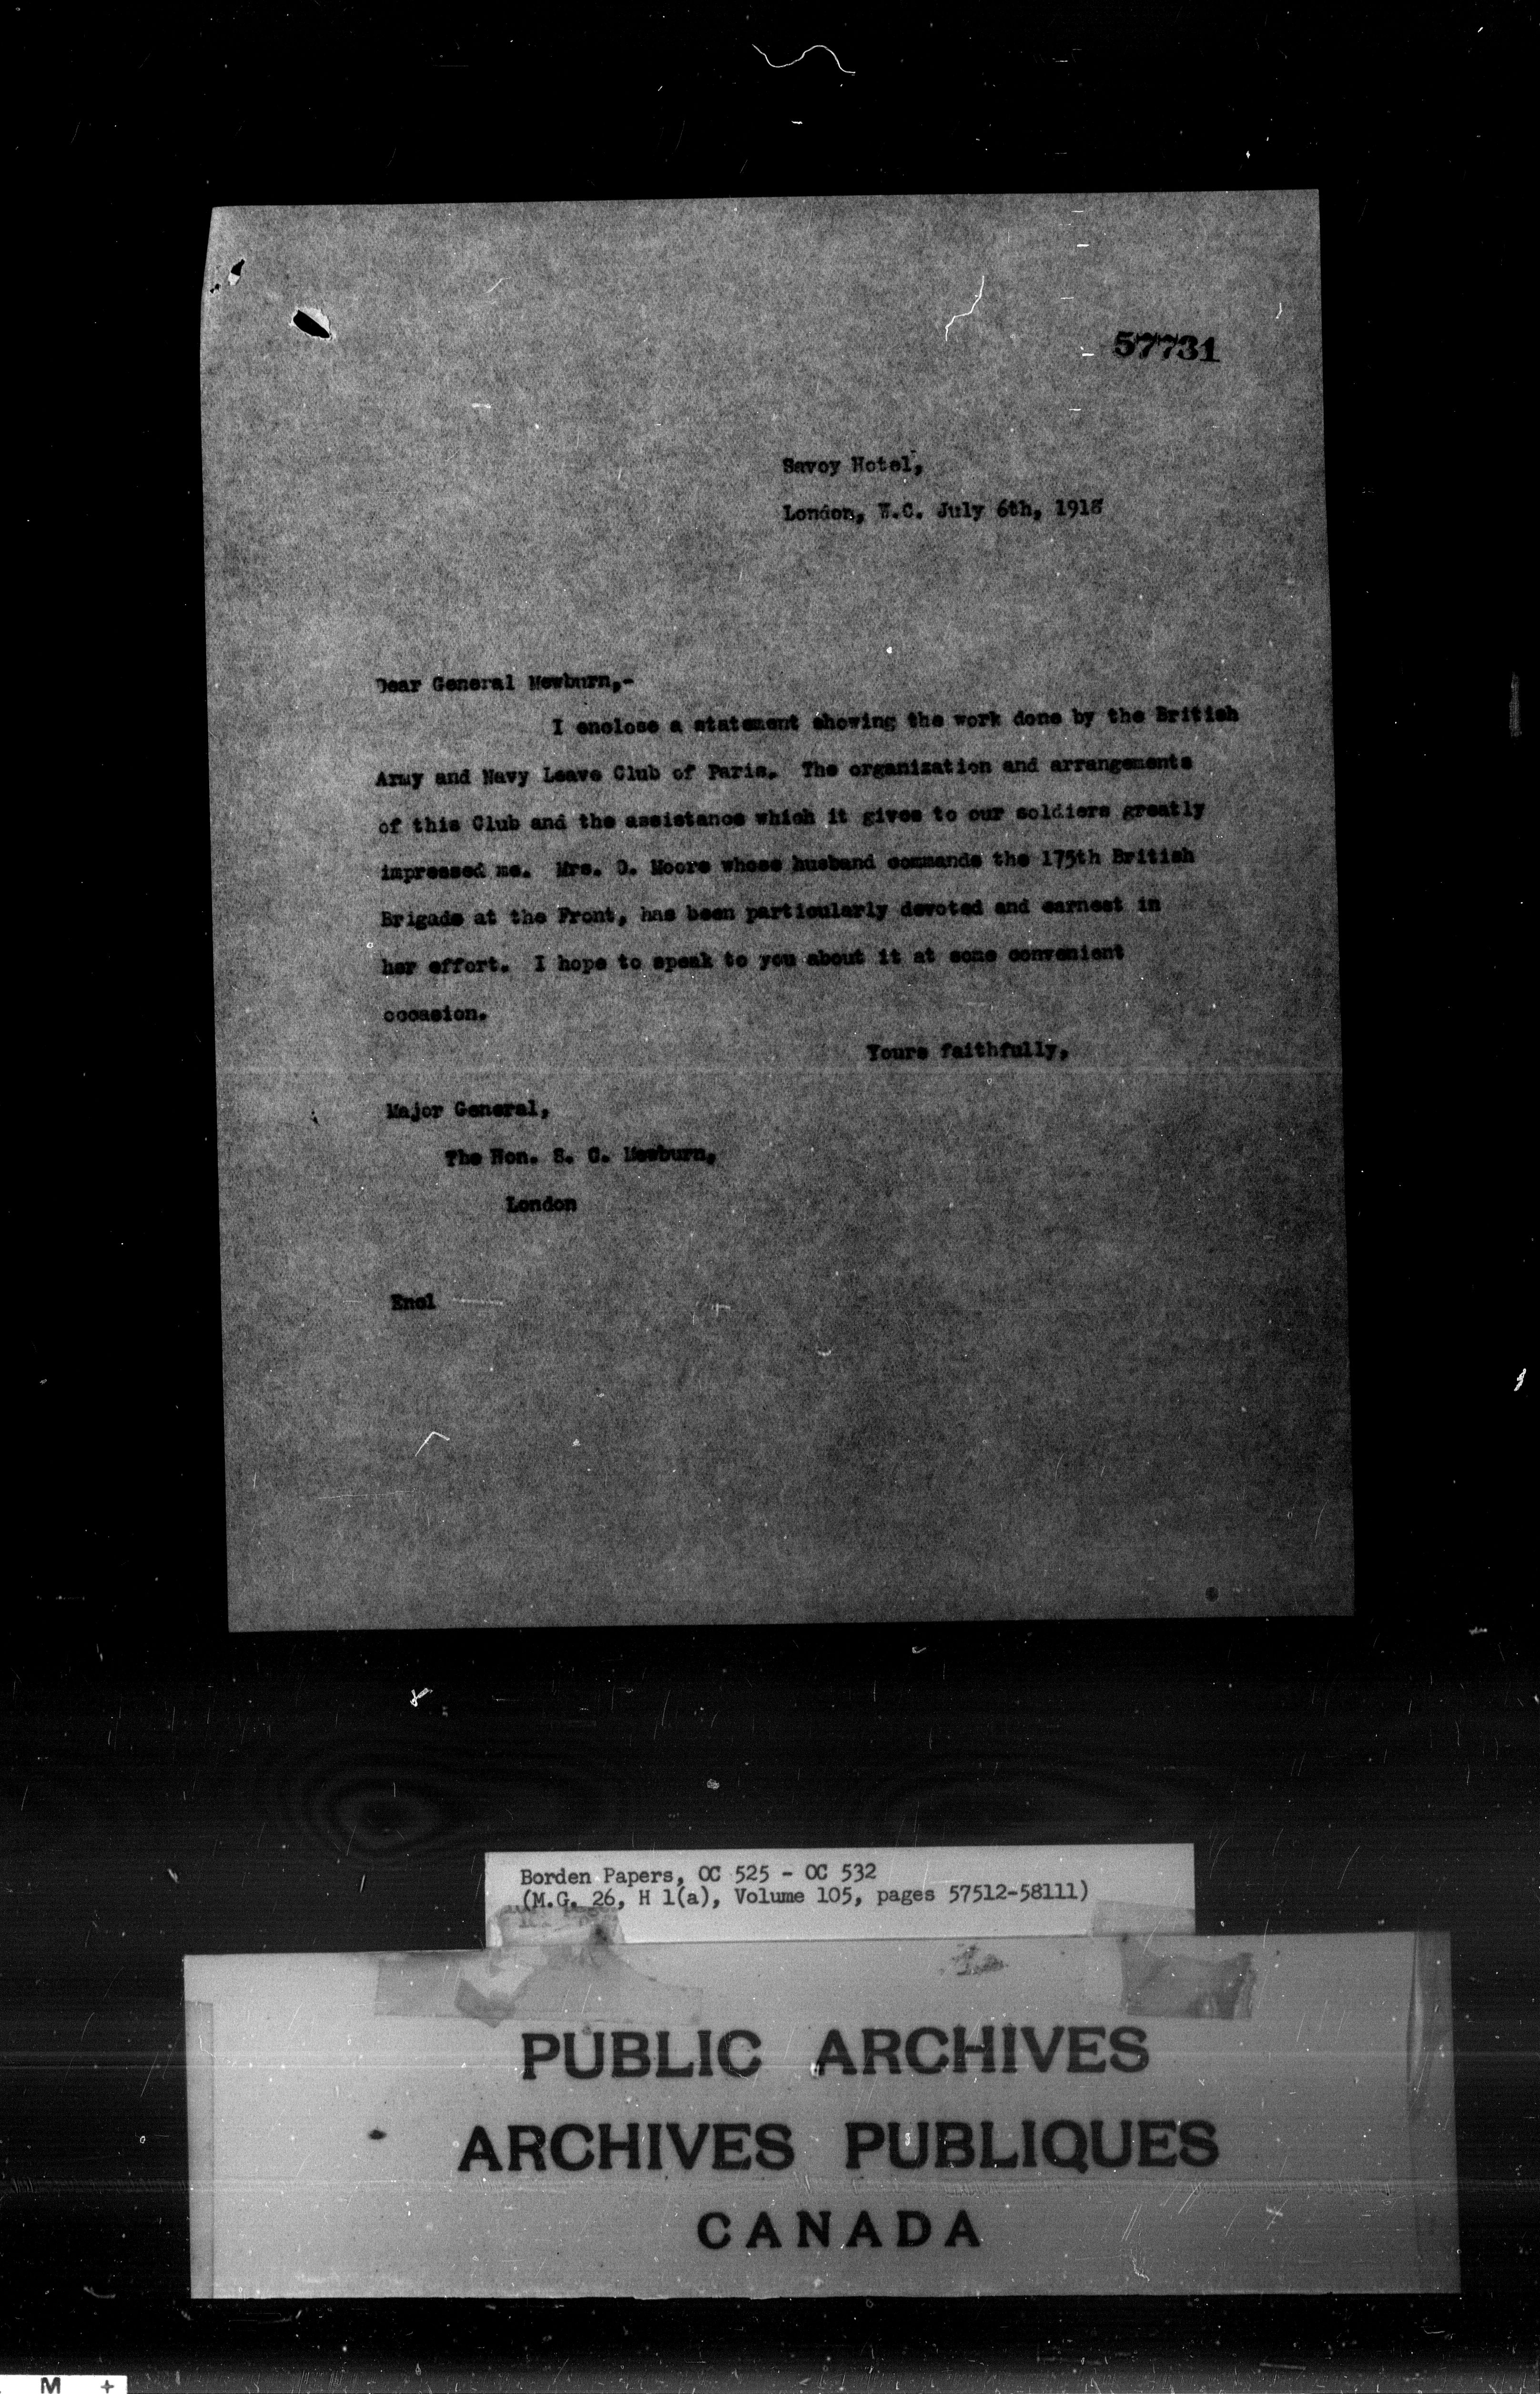 57731
Savoy Hotel,
London, W.C. July 6th, 1918
Dear General Mewburn,-
I enclose a statement showing the work done by the British
Army and Navy Leave Club of Paris. The organization and arrangements
of this Club and the assistance which it gives to our soldiers greatly
impressed me. Mrs. D. Moore whose husband commands the 175th British
Brigade at the Front, has been particularly devoted and earnest in
her effort. I hope to speak to you about it at some convenient
occasion.
Yours faithfully,
Major General,
The Hon. S. C. Mewburn,
London
Encl
Borden Papers, OC 525 - OC 532
(M.G. 26, H 1(a), Volume 105, pages 57512-58111)
PUBLIC ARCHIVES
ARCHIVES PUBLIQUES
CANADA
M +